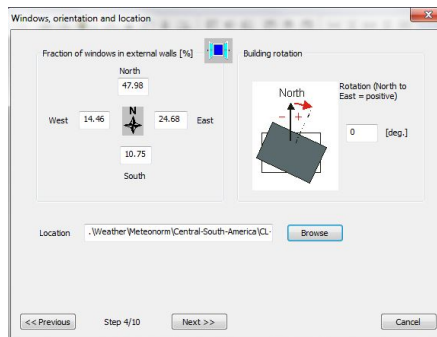 Windows, orientation and location
Fraction of windows in external walls [%]
North
47.98
West
14.46
N
24.68
East
10.75
South
Building rotation
North
- +
Rotation (North to
East = positive)
0 [deg.]
Location
.\Weather\Meteonorm\Central-South-America\CL-
Browse
<< Previous
Step 4/10
Next >>
Cancel